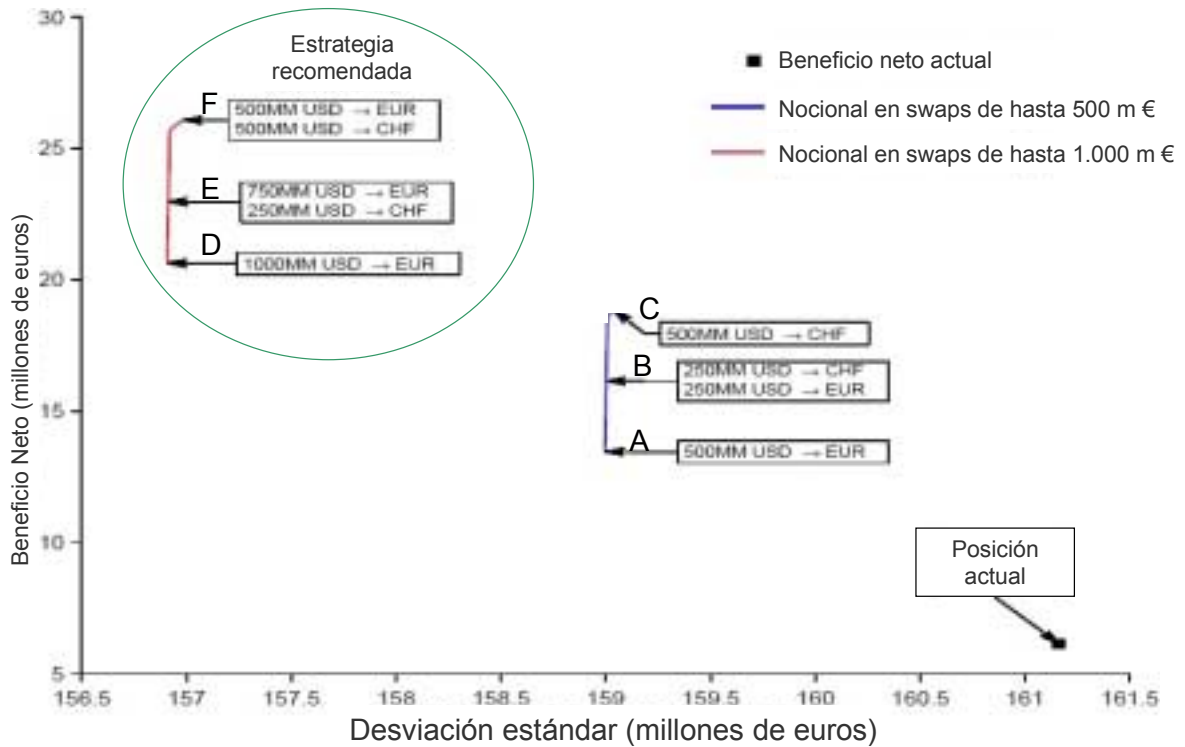 30
25
20
15
10
5
Beneficio Neto (millones de euros)
Estrategia
recomendada
F
500MM USD → EUR
500MM USD → CHF
E
750MM USD → EUR
250MM USD → CHF
D
1000MM USD → EUR
Beneficio neto actual
Nocional en swaps de hasta 500 m €
Nocional en swaps de hasta 1.000 m €
C
500MM USD → CHF
B
250MM USD → CHF
250MM USD → EUR
A
500MM USD → EUR
Posición
actual
156.5 157 157.5 158 158.5 159 159.5 160 160.5 161 161.5
Desviación estándar (millones de euros)